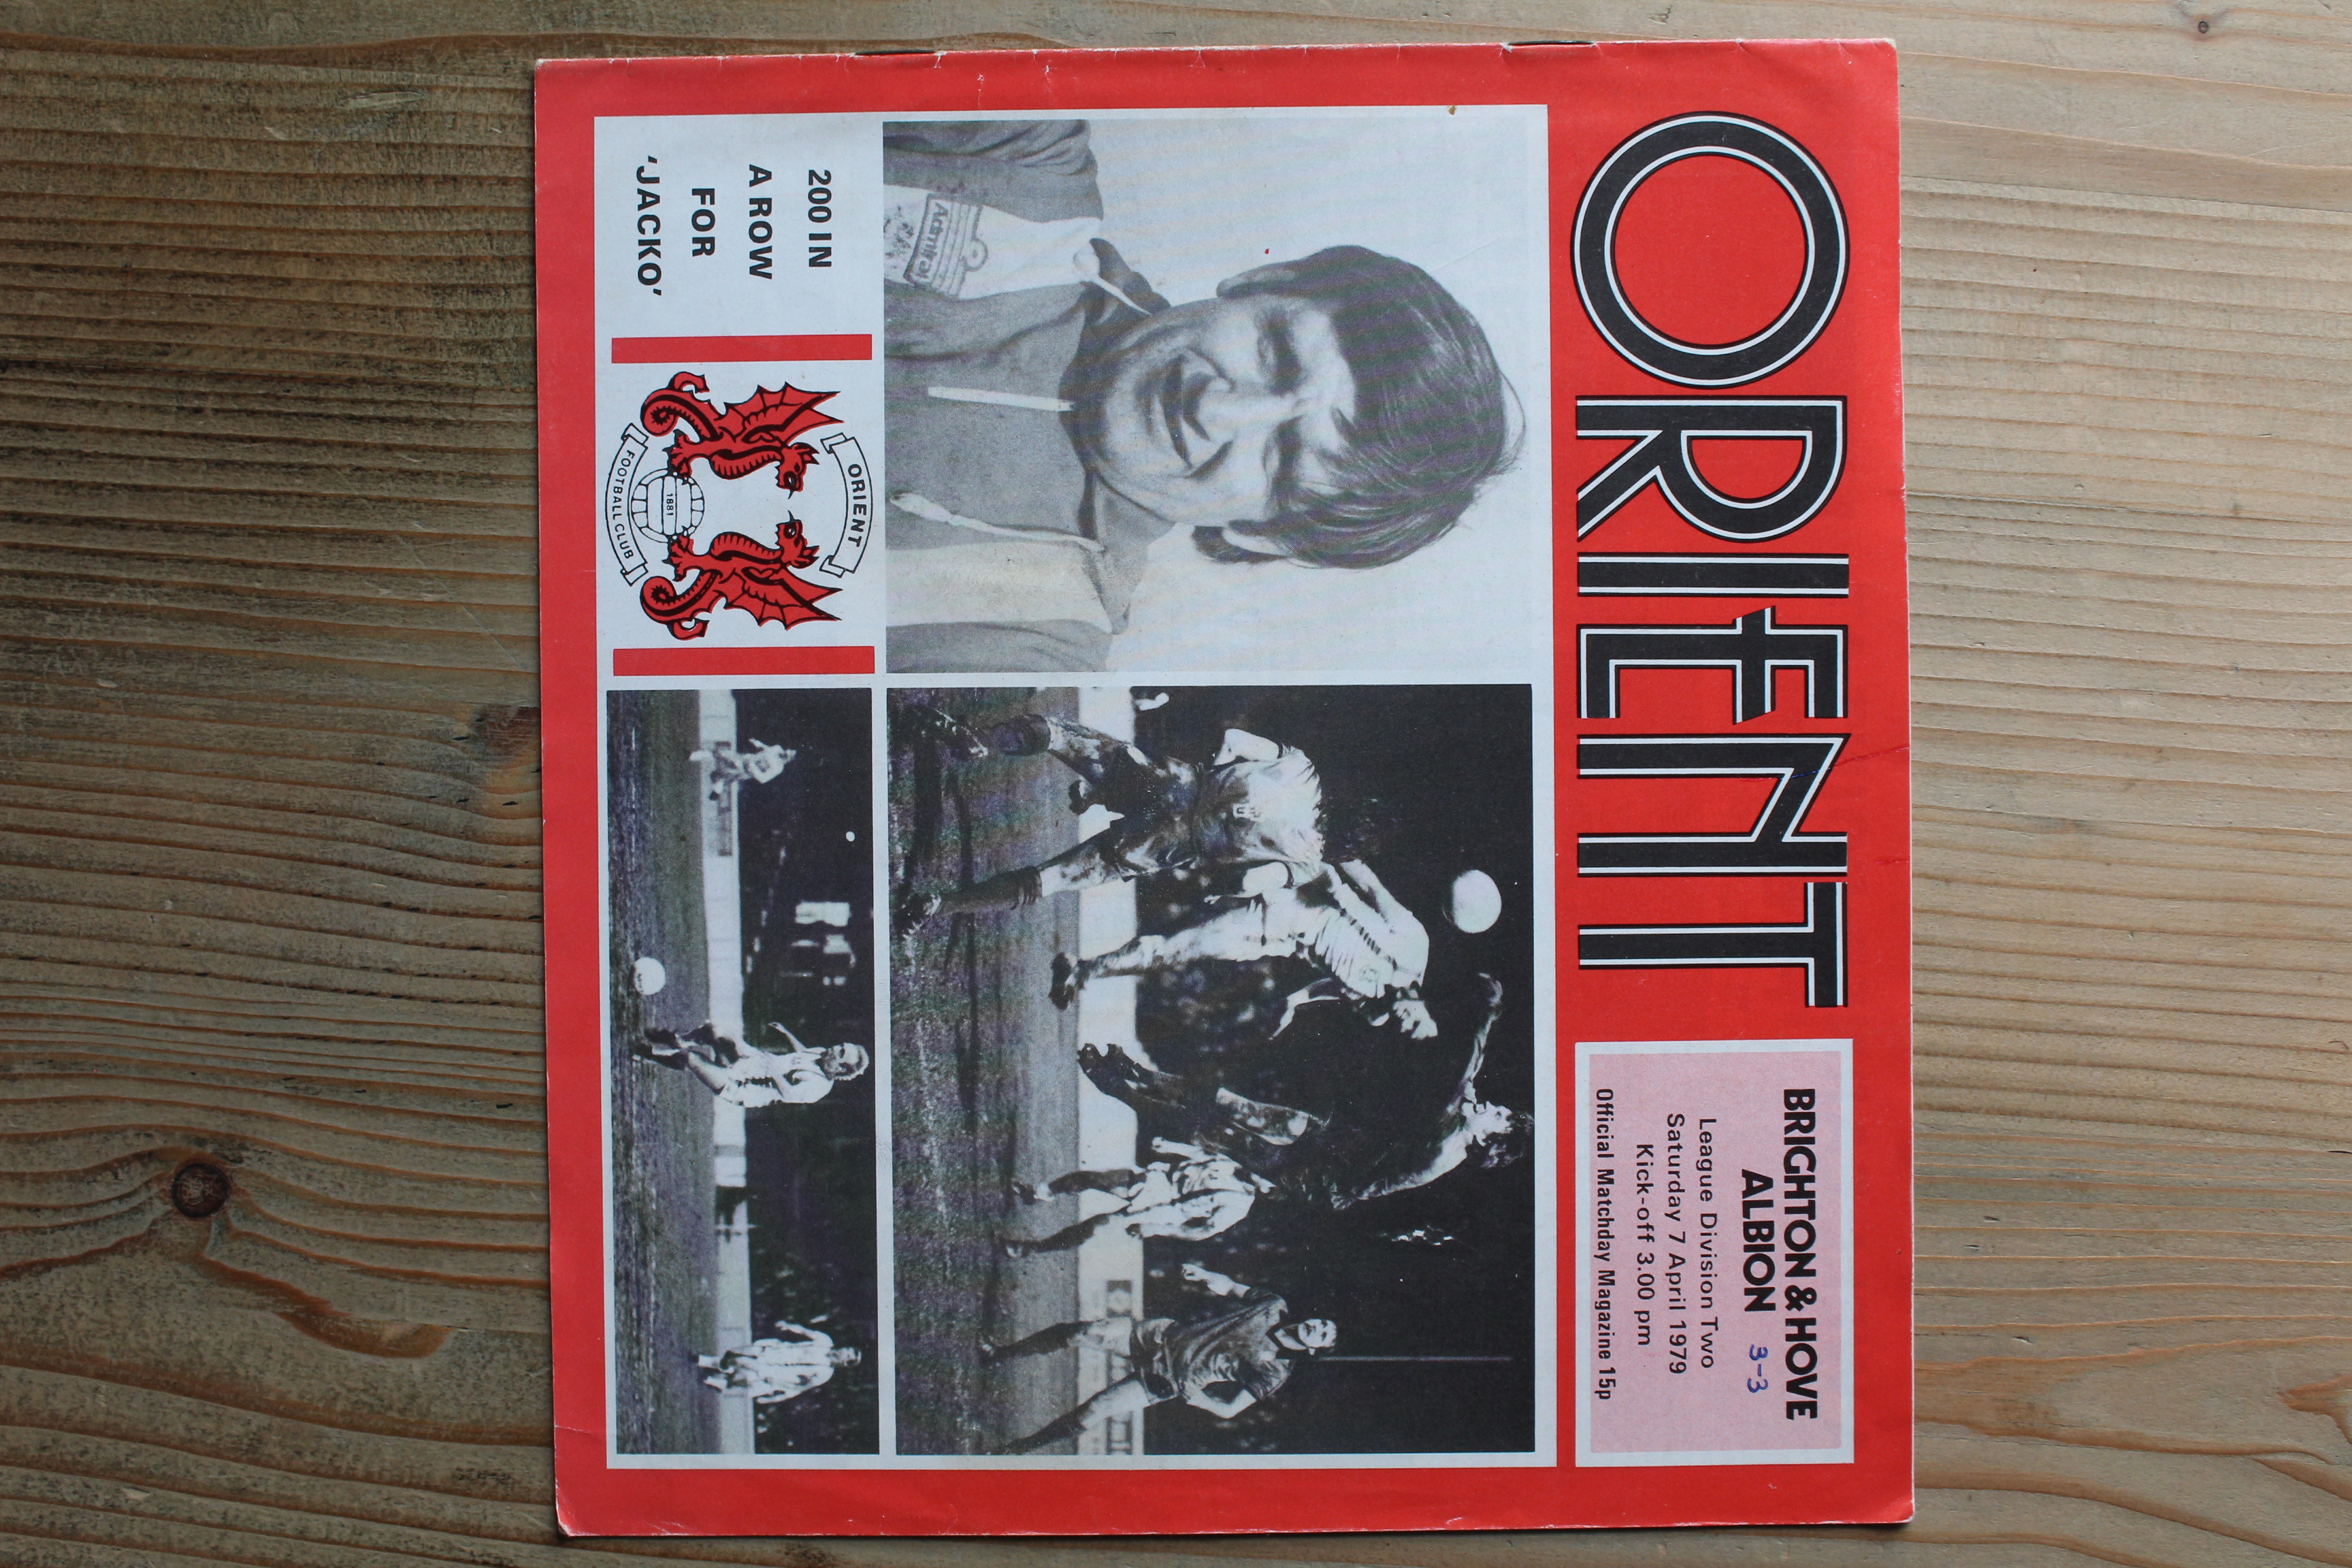 ORIENT
BRIGHTON & HOVE
ALBION 3-3
League Division Two
Saturday 7 April 1979
Kick-off 3.00 pm
Official Matchday Magazine 15p
Admiral
200 IN
A ROW
FOR
'JACKO'
ORIENT
1881
FOOTBALL CLUB